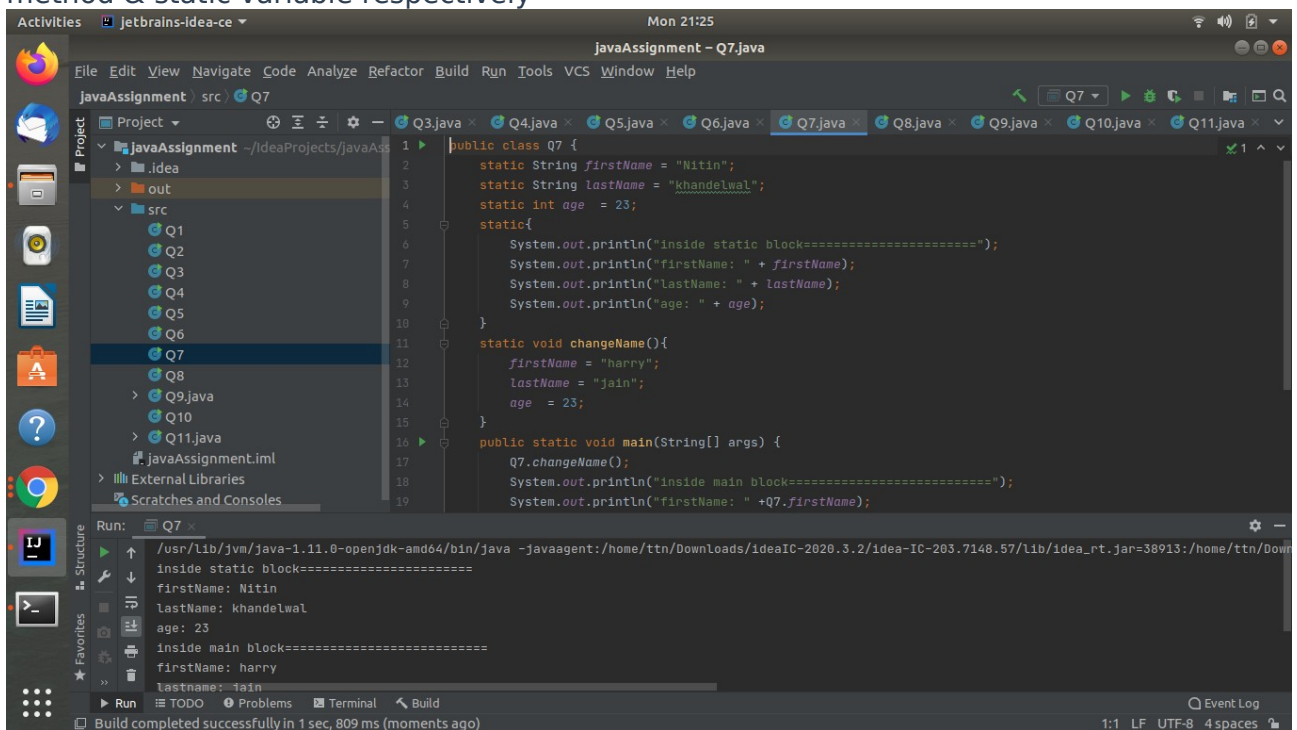 method & static variable respectively
Activities jetbrains-idea-ce Mon 21:25
javaAssignment – Q7.java
File Edit View Navigate Code Analyze Refactor Build Run Tools VCS Window Help
javaAssignment src Q7 Q7
Project Q3.java Q4.java Q5.java Q6.java Q7.java Q8.java Q9.java Q10.java Q11.java
Project
javaAssignment ~/IdeaProjects/javaAss
.idea
out
src
Q1
Q2
Q3
Q4
Q5
Q6
Q7
Q8
Q9.java
Q10
Q11.java
javaAssignment.iml
External Libraries
Scratches and Consoles
1 public class Q7 { 1
2 static String firstName = "Nitin";
3 static String lastName = "khandelwal";
4 static int age = 23;
5 static{
6 System.out.println("inside static block=======================");
7 System.out.println("firstName: " + firstName);
8 System.out.println("lastName: " + lastName);
9 System.out.println("age: " + age);
10 }
11 static void changeName(){
12 firstName = "harry";
13 lastName = "jain";
14 age = 23;
15 }
16 public static void main(String[] args) {
17 Q7.changeName();
18 System.out.println("inside main block===========================");
19 System.out.println("firstName: " +Q7.firstName);
Structure
Favorites
Run: Q7
/usr/lib/jvm/java-1.11.0-openjdk-amd64/bin/java -javaagent:/home/ttn/Downloads/ideaIC-2020.3.2/idea-IC-203.7148.57/lib/idea_rt.jar=38913:/home/ttn/Down
inside static block=======================
firstName: Nitin
lastName: khandelwal
age: 23
inside main block===========================
firstName: harry
lastname: jain
Run TODO Problems Terminal Build Event Log
Build completed successfully in 1 sec, 809 ms (moments ago) 1:1 LF UTF-8 4 spaces